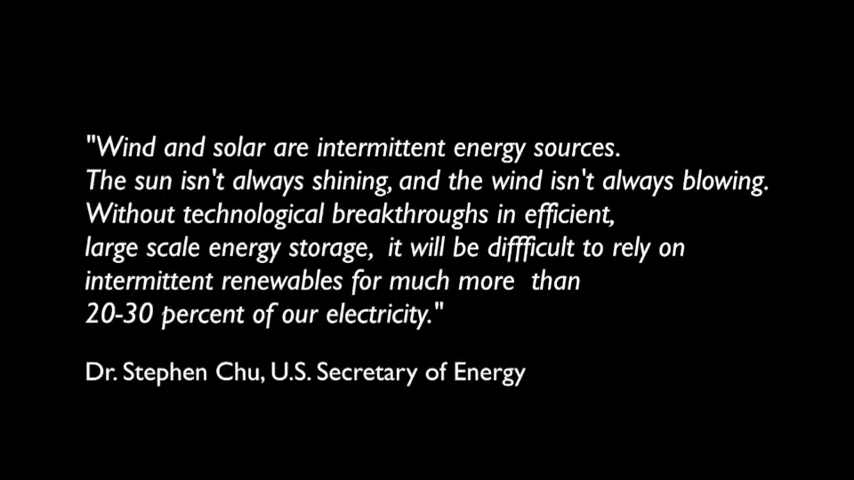 "Wind and solar are intermittent energy sources.
The sun isn't always shining, and the wind isn't always blowing.
Without technological breakthroughs in efficient,
large scale energy storage, it will be diffficult to rely on
intermittent renewables for much more than
20-30 percent of our electricity."
Dr. Stephen Chu, U.S. Secretary of Energy